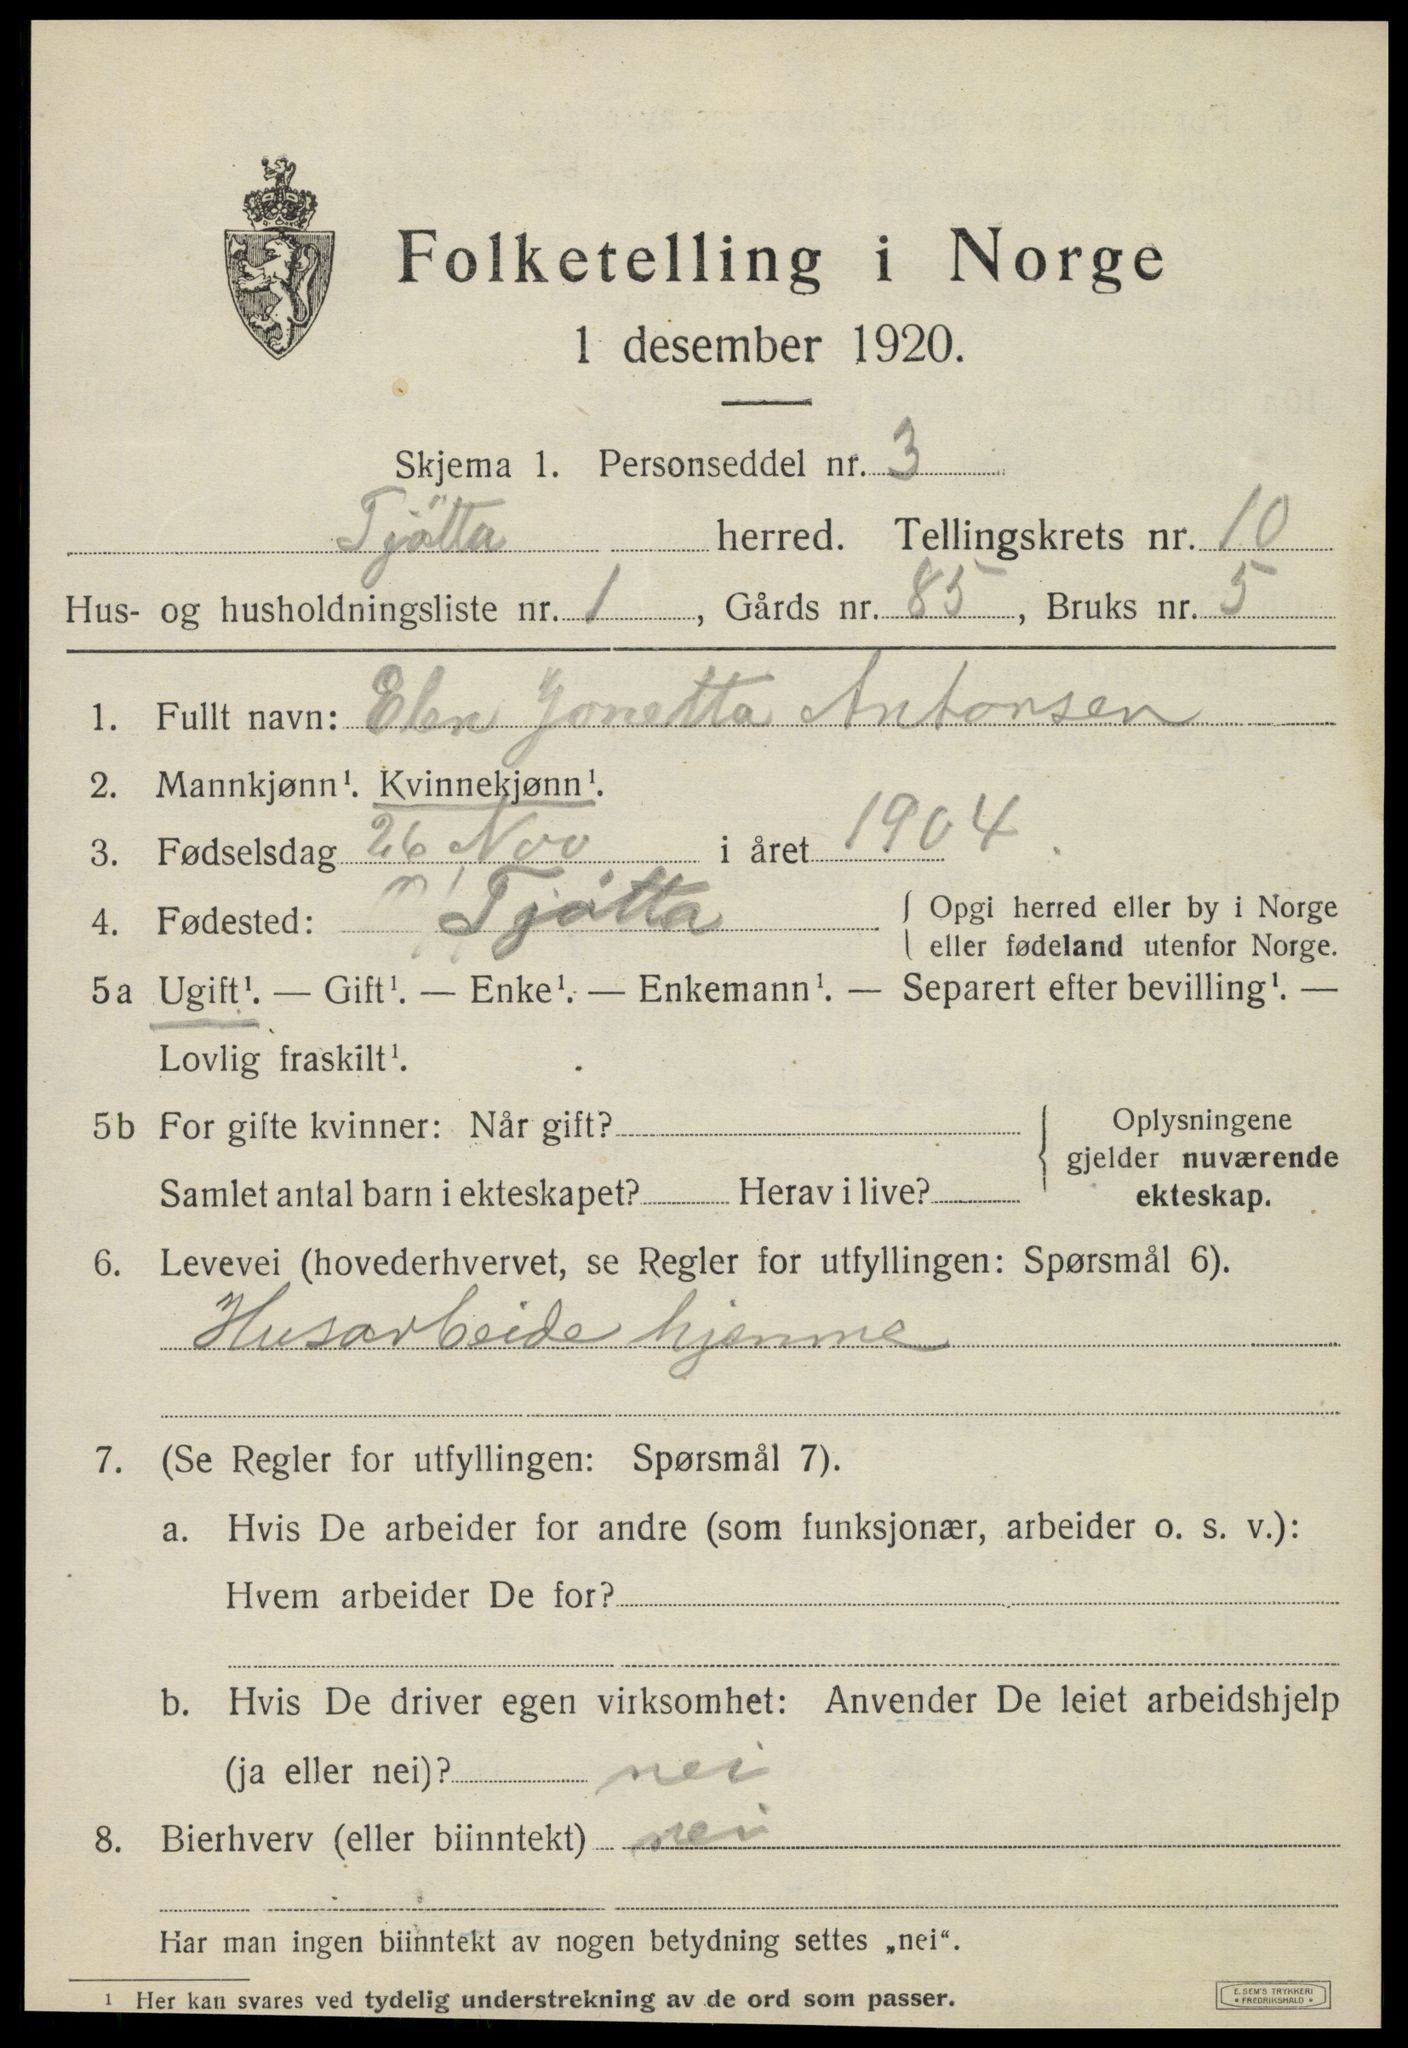 Folketelling i Norge
1 desember 1920.
Skjema 1. Personseddel nr. 3
Tjötta herred. Tellingskrets nr. 10
Hus- og husholdningsliste nr. 1, Gårds nr. 85, Bruks nr. 5
1. Fullt navn: Elen Jonetta Antonsen
2. Mannkjønn¹. Kvinnekjønn¹.
3. Fødselsdag 26 Nov i året 1904
4. Fødested: Tjötta { Opgi herred eller by i Norge
eller fødeland utenfor Norge.
5a Ugift¹. — Gift¹. — Enke¹. — Enkemann¹. — Separert efter bevilling¹. —
Lovlig fraskilt¹.
5b For gifte kvinner: Når gift? { Oplysningene
gjelder nuværende
Samlet antal barn i ekteskapet? Herav i live? ekteskap.
6. Levevei (hovederhvervet, se Regler for utfyllingen: Spørsmål 6).
Husarbeide hjemme
7. (Se Regler for utfyllingen: Spørsmål 7).
a. Hvis De arbeider for andre (som funksjonær, arbeider o. s. v.):
Hvem arbeider De for?
b. Hvis De driver egen virksomhet: Anvender De leiet arbeidshjelp
(ja eller nei)? nei
8. Bierhverv (eller biinntekt) nei
Har man ingen biinntekt av nogen betydning settes „nei“.
¹ Her kan svares ved tydelig understrekning av de ord som passer.
E. SEM'S TRYKKERI
* FREDRIKSHALD *